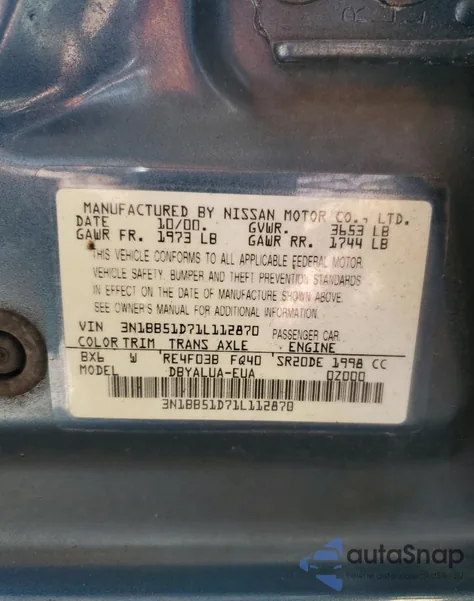 MANUFACTURED BY NISSAN MOTOR CO., LTD.
DATE 10/00. GVWR. 3653 LB
GAWR FR. 1973 LB GAWR RR. 1744 LB
THIS VEHICLE CONFORMS TO ALL APPLICABLE FEDERAL MOTOR
VEHICLE SAFETY, BUMPER AND THEFT PREVENTION STANDARDS
IN EFFECT ON THE DATE OF MANUFACTURE SHOWN ABOVE.
SEE OWNER'S MANUAL FOR ADDITIONAL INFORMATION
VIN 3N1BB51D71L112870 PASSENGER CAR
COLOR TRIM TRANS AXLE ENGINE
BX6 W RE4F03B FQ40 SR20DE 1998 CC
MODEL DBYALUA-EUA 0Z000
3N1BB51D71L112870
autoSnap